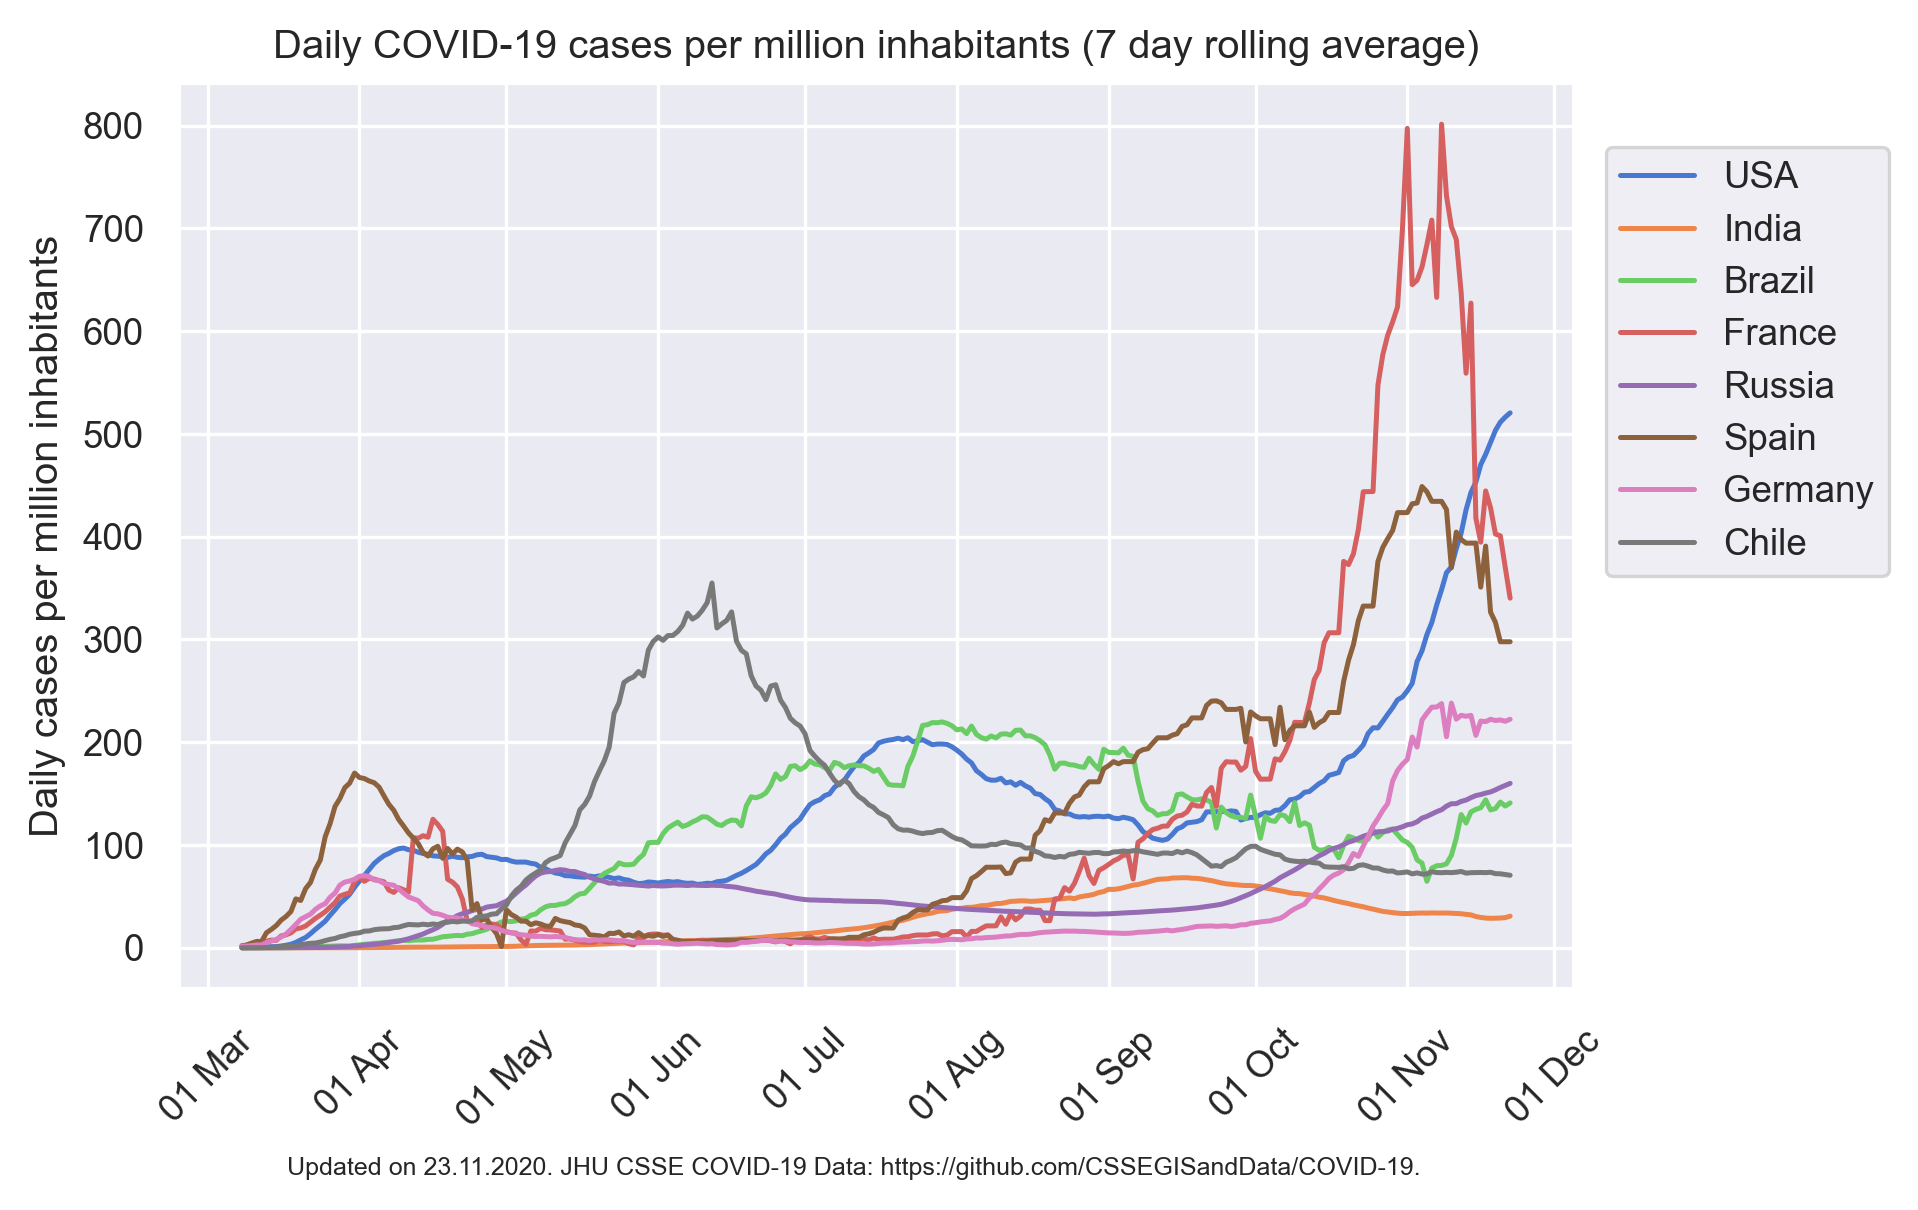 Daily COVID-19 cases per million inhabitants (7 day rolling average)
Daily cases per million inhabitants
800
700
600
500
400
300
200
100
0
01 Mar
01 Apr
01 May
01 Jun
01 Jul
01 Aug
01 Sep
01 Oct
01 Nov
01 Dec
USA
India
Brazil
France
Russia
Spain
Germany
Chile
Updated on 23.11.2020. JHU CSSE COVID-19 Data: https://github.com/CSSEGISandData/COVID-19.